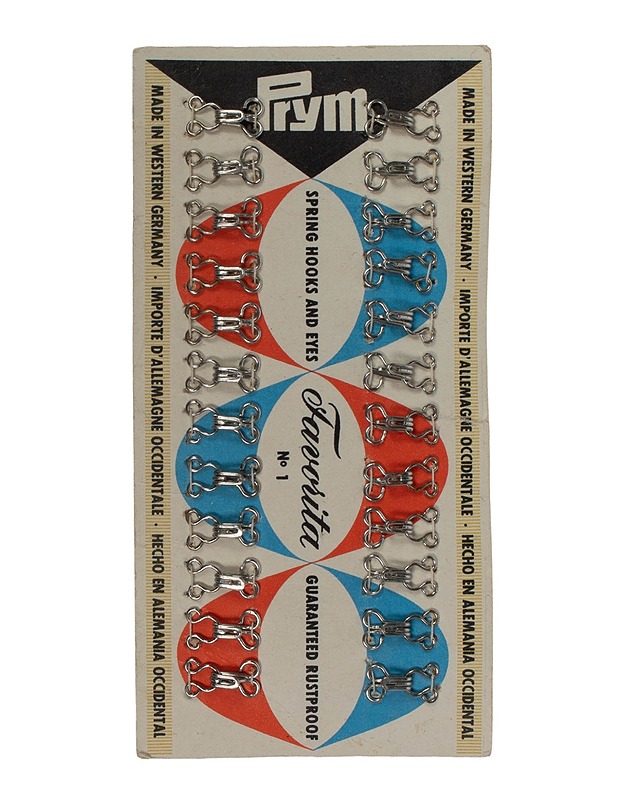 Prym
MADE IN WESTERN GERMANY · IMPORTE D'ALLEMAGNE OCCIDENTALE · HECHO EN ALEMANIA OCCIDENTAL
SPRING HOOKS AND EYES
Favorita
Nº 1
GUARANTEED RUSTPROOF
MADE IN WESTERN GERMANY · IMPORTE D'ALLEMAGNE OCCIDENTALE · HECHO EN ALEMANIA OCCIDENTAL